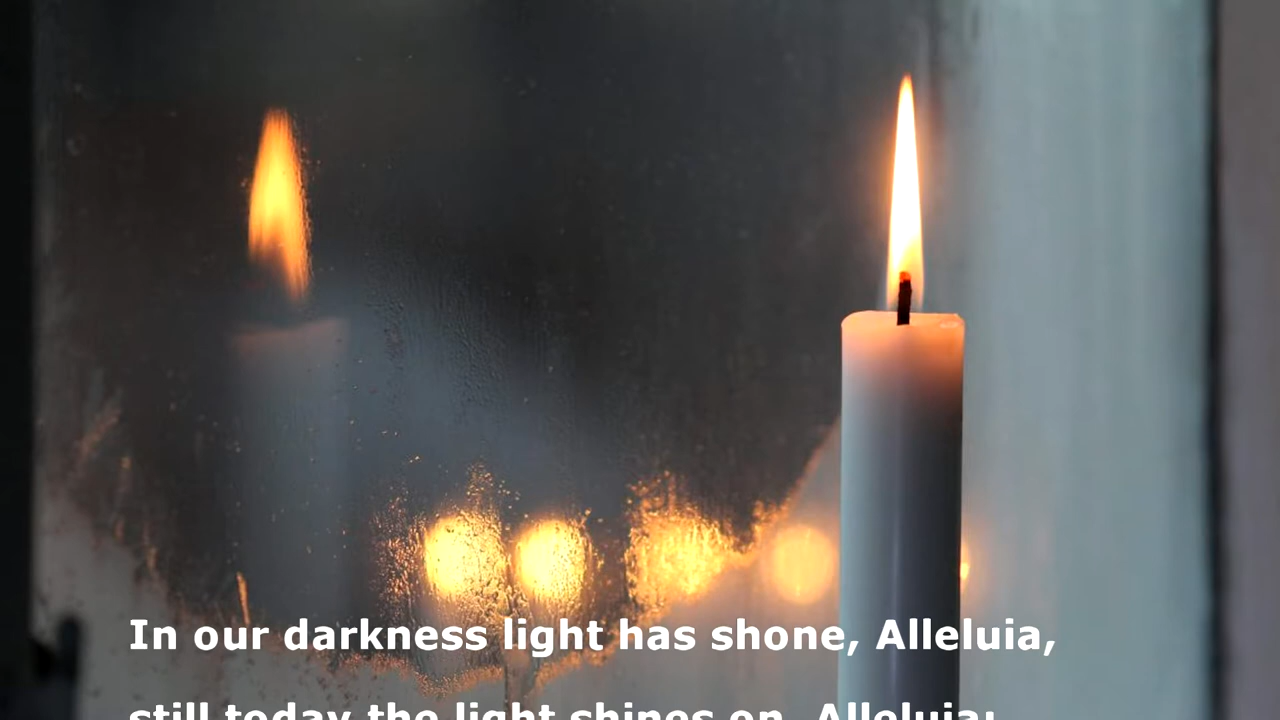 In our darkness light has shone, Alleluia,
still today the light shines on, Alleluia;